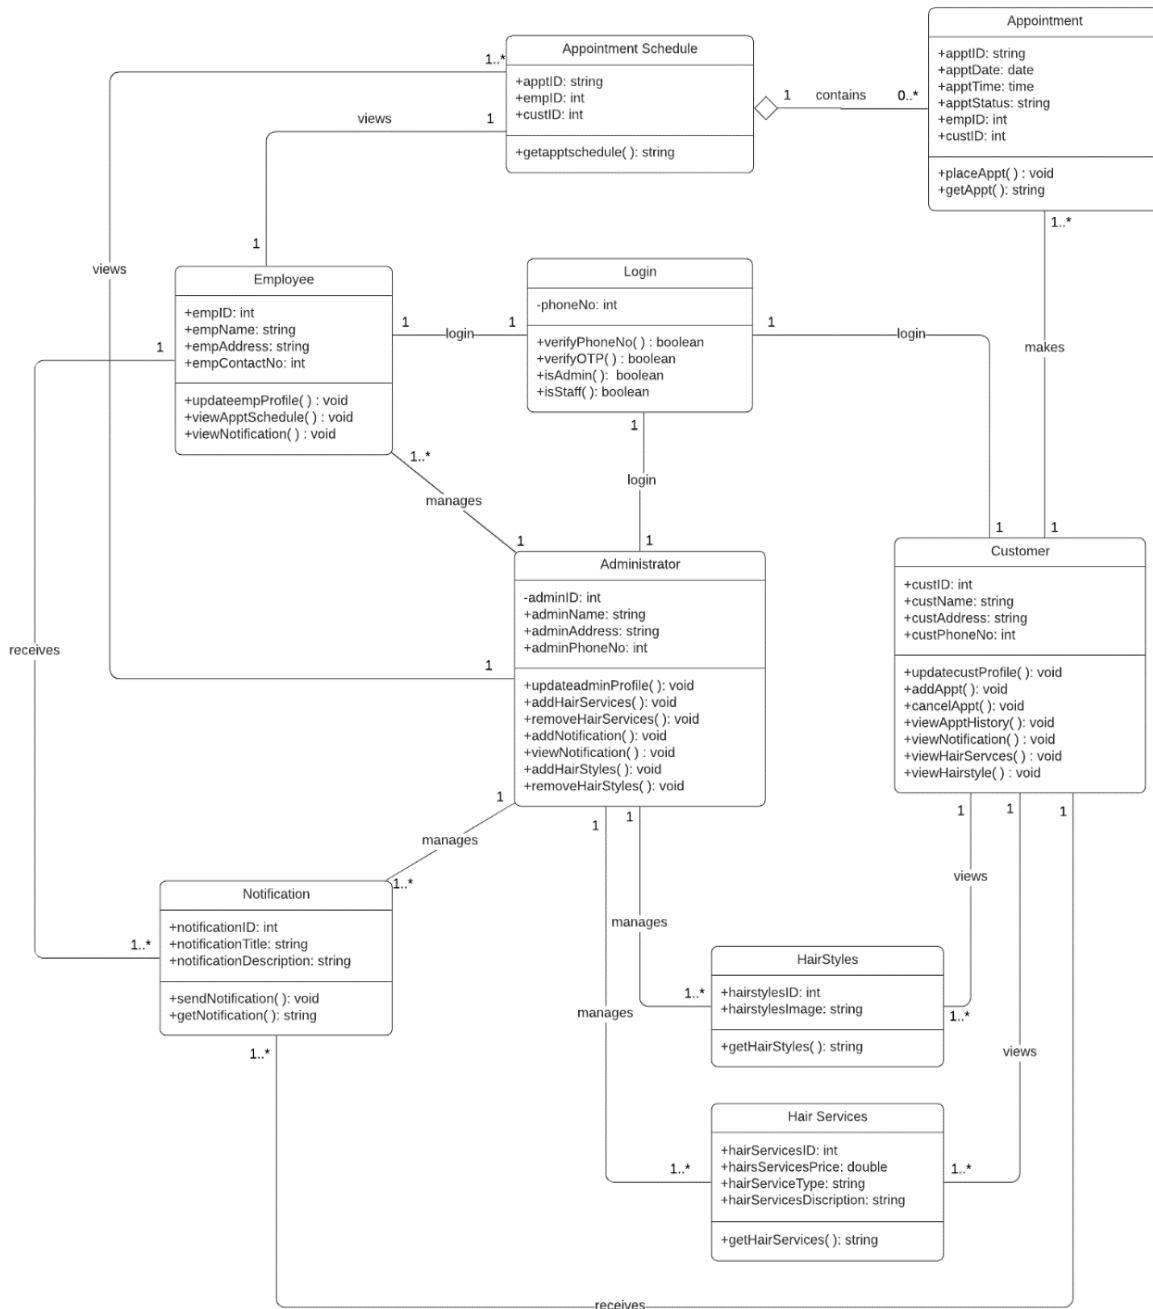 Appointment Schedule
+apptID: string
+empID: int
+custID: int
+getapptschedule( ): string
Appointment
+apptID: string
+apptDate: date
+apptTime: time
+apptStatus: string
+empID: int
+custID: int
+placeAppt( ) : void
+getAppt( ): string
1..*
1
contains
0..*
views
1
1..*
1
views
Employee
+empID: int
+empName: string
+empAddress: string
+empContactNo: int
+updateempProfile( ) : void
+viewApptSchedule( ) : void
+viewNotification( ) : void
Login
-phoneNo: int
+verifyPhoneNo( ) : boolean
+verifyOTP( ) : boolean
+isAdmin( ): boolean
+isStaff( ): boolean
1
login
1
1
login
1
makes
1
login
1..*
manages
1
1
1
1
Administrator
-adminID: int
+adminName: string
+adminAddress: string
+adminPhoneNo: int
+updateadminProfile( ): void
+addHairServices( ): void
+removeHairServices( ): void
+addNotification( ): void
+viewNotification( ) : void
+addHairStyles( ): void
+removeHairStyles( ): void
Customer
+custID: int
+custName: string
+custAddress: string
+custPhoneNo: int
+updatecustProfile( ): void
+addAppt( ): void
+cancelAppt( ): void
+viewApptHistory( ): void
+viewNotification( ) : void
+viewHairServces( ): void
+viewHairstyle( ) : void
receives
1
1
manages
1..*
1
1
1
1
1
views
Notification
+notificationID: int
+notificationTitle: string
+notificationDescription: string
+sendNotification( ): void
+getNotification( ): string
1..*
1..*
manages
manages
HairStyles
+hairstylesID: int
+hairstylesImage: string
+getHairStyles( ): string
1..*
1..*
views
Hair Services
+hairServicesID: int
+hairsServicesPrice: double
+hairServiceType: string
+hairServicesDiscription: string
+getHairServices( ): string
1..*
1..*
receives